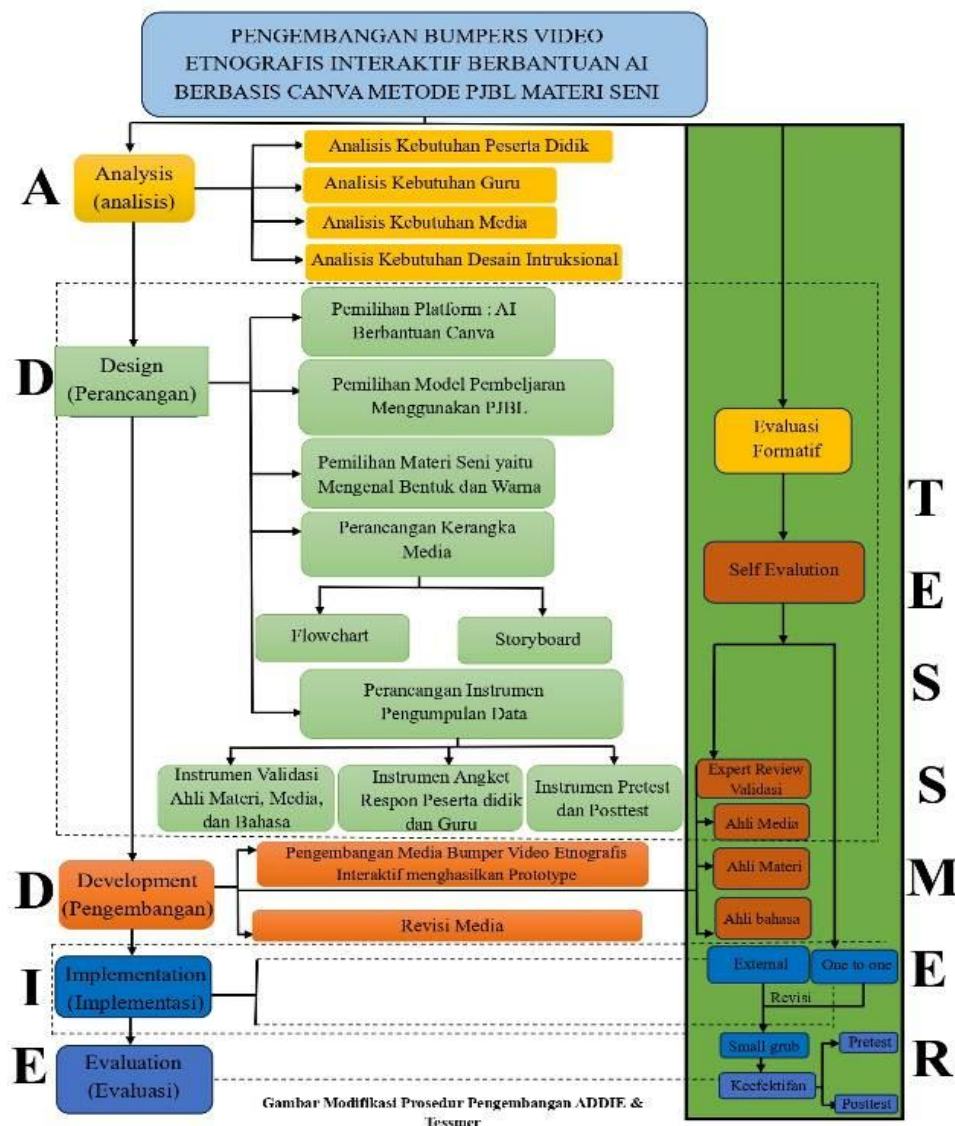 PENGEMBANGAN BUMPERS VIDEO
ETNOGRAFIS INTERAKTIF BERBANTUAN AI
BERBASIS CANVA METODE PJBL MATERI SENI
A
Analysis
(analisis)
Analisis Kebutuhan Peserta Didik
Analisis Kebutuhan Guru
Analisis Kebutuhan Media
Analisis Kebutuhan Desain Intruksional
D
Design
(Perancangan)
Pemilihan Platform : AI
Berbantuan Canva
Pemilihan Model Pembeljaran
Menggunakan PJBL
Pemilihan Materi Seni yaitu
Mengenal Bentuk dan Warna
Perancangan Kerangka
Media
Flowchart
Storyboard
Perancangan Instrumen
Pengumpulan Data
Instrumen Validasi
Ahli Materi, Media,
dan Bahasa
Instrumen Angket
Respon Peserta didik
dan Guru
Instrumen Pretest
dan Posttest
D
Development
(Pengembangan)
Pengembangan Media Bumper Video Etnografis
Interaktif menghasilkan Prototype
Revisi Media
I
Implementation
(Implementasi)
E
Evaluation
(Evaluasi)
Evaluasi
Formatif
Self Evalution
Expert Review
Validasi
Ahli Media
Ahli Materi
Ahli bahasa
External
One to one
Revisi
Small grub
Keefektifan
Pretest
Posttest
T
E
S
S
M
E
R
Gambar Modifikasi Prosedur Pengembangan ADDIE &
Tessmer